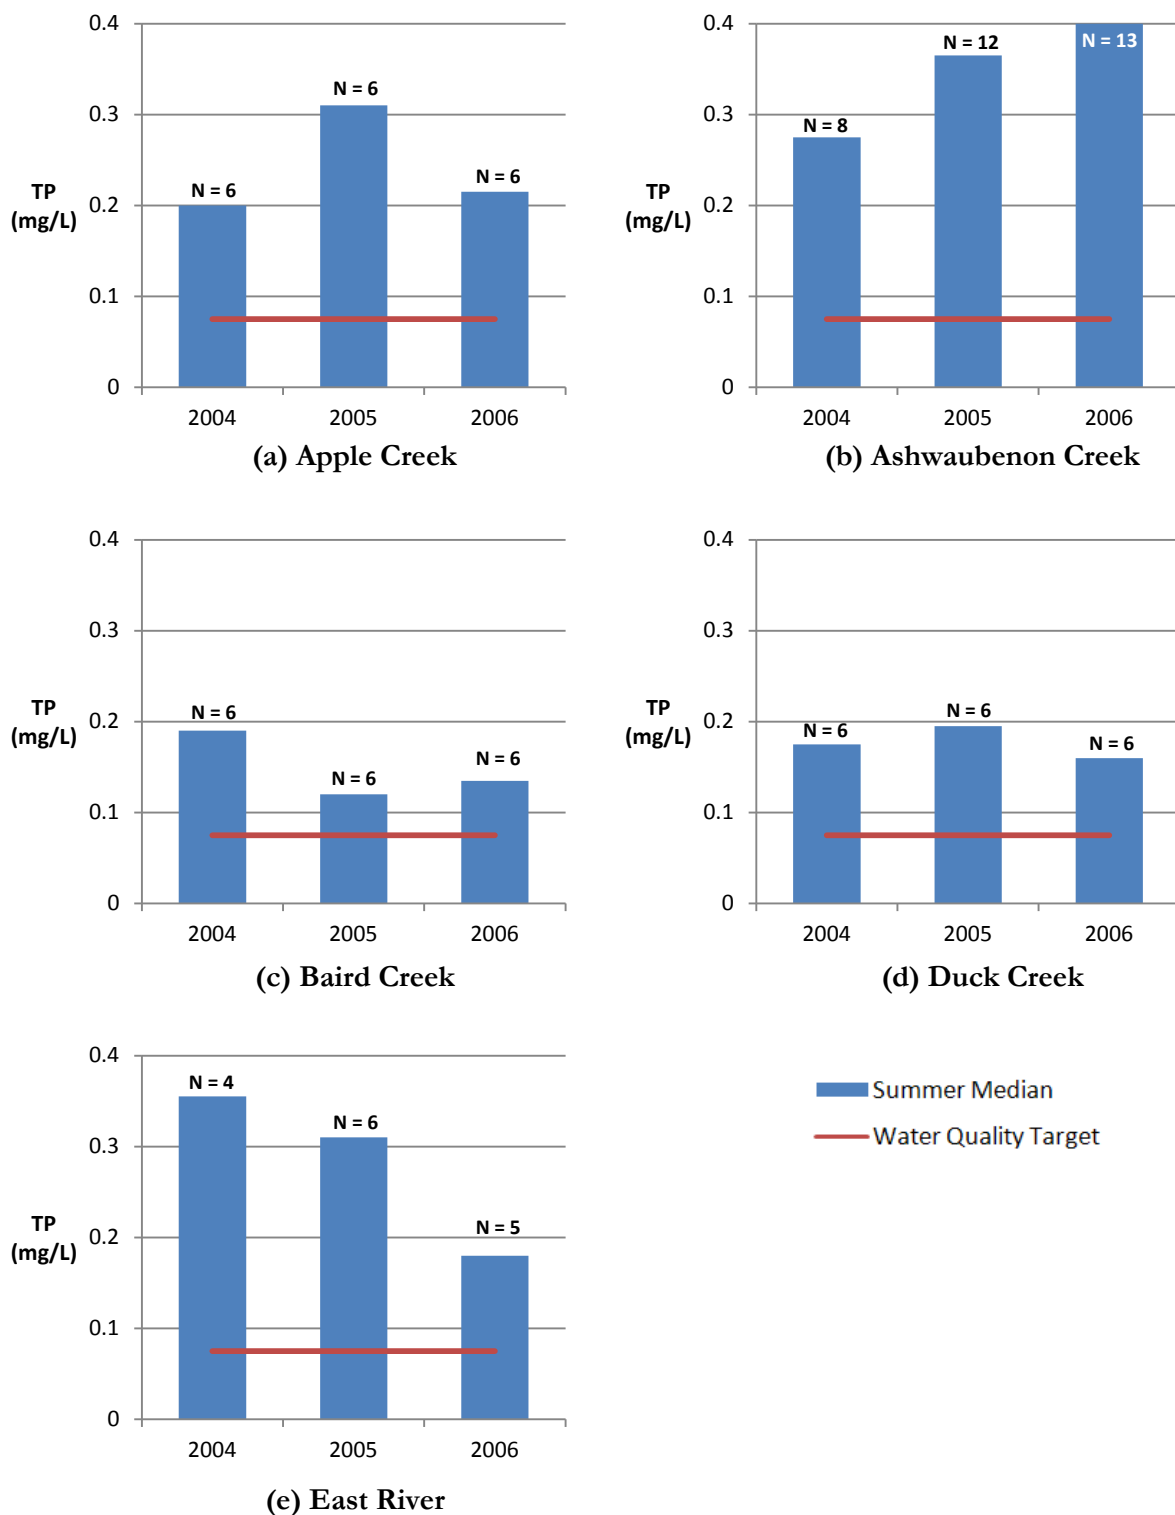 0.4
N = 6
0.3
N = 6
N = 6
TP
(mg/L)
0.2
0.1
0
2004 2005 2006
(a) Apple Creek
0.4
N = 13
N = 12
0.3
N = 8
TP
(mg/L)
0.2
0.1
0
2004 2005 2006
(b) Ashwaubenon Creek
0.4
0.3
TP
(mg/L)
0.2
N = 6
N = 6
N = 6
0.1
0
2004 2005 2006
(c) Baird Creek
0.4
0.3
TP
(mg/L)
0.2
N = 6
N = 6
N = 6
0.1
0
2004 2005 2006
(d) Duck Creek
0.4
N = 4
N = 6
0.3
TP
(mg/L)
0.2
N = 5
0.1
0
2004 2005 2006
(e) East River
Summer Median
Water Quality Target